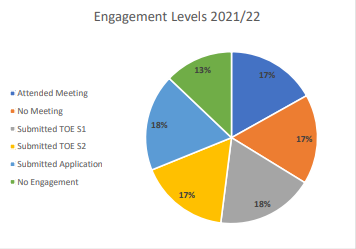 Engagement Levels 2021/22
13%
17%
Attended Meeting
No Meeting
Submitted TOE S1
Submitted TOE S2
Submitted Application
No Engagement
18%
17%
17%
18%